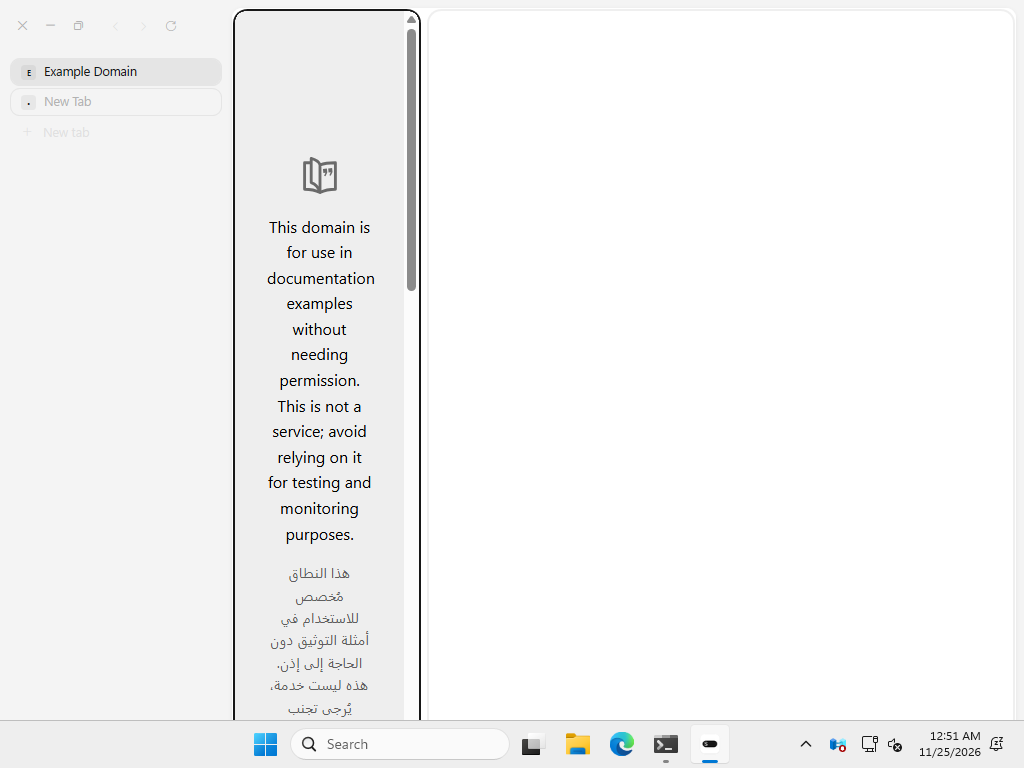 E Example Domain
New Tab
+ New tab
This domain is
for use in
documentation
examples
without
needing
permission.
This is not a
service; avoid
relying on it
for testing and
monitoring
purposes.
هذا النطاق
مُخصص
للاستخدام في
أمثلة التوثيق دون
الحاجة إلى إذن.
هذه ليست خدمة،
يُرجى تجنب
Search
12:51 AM
11/25/2026